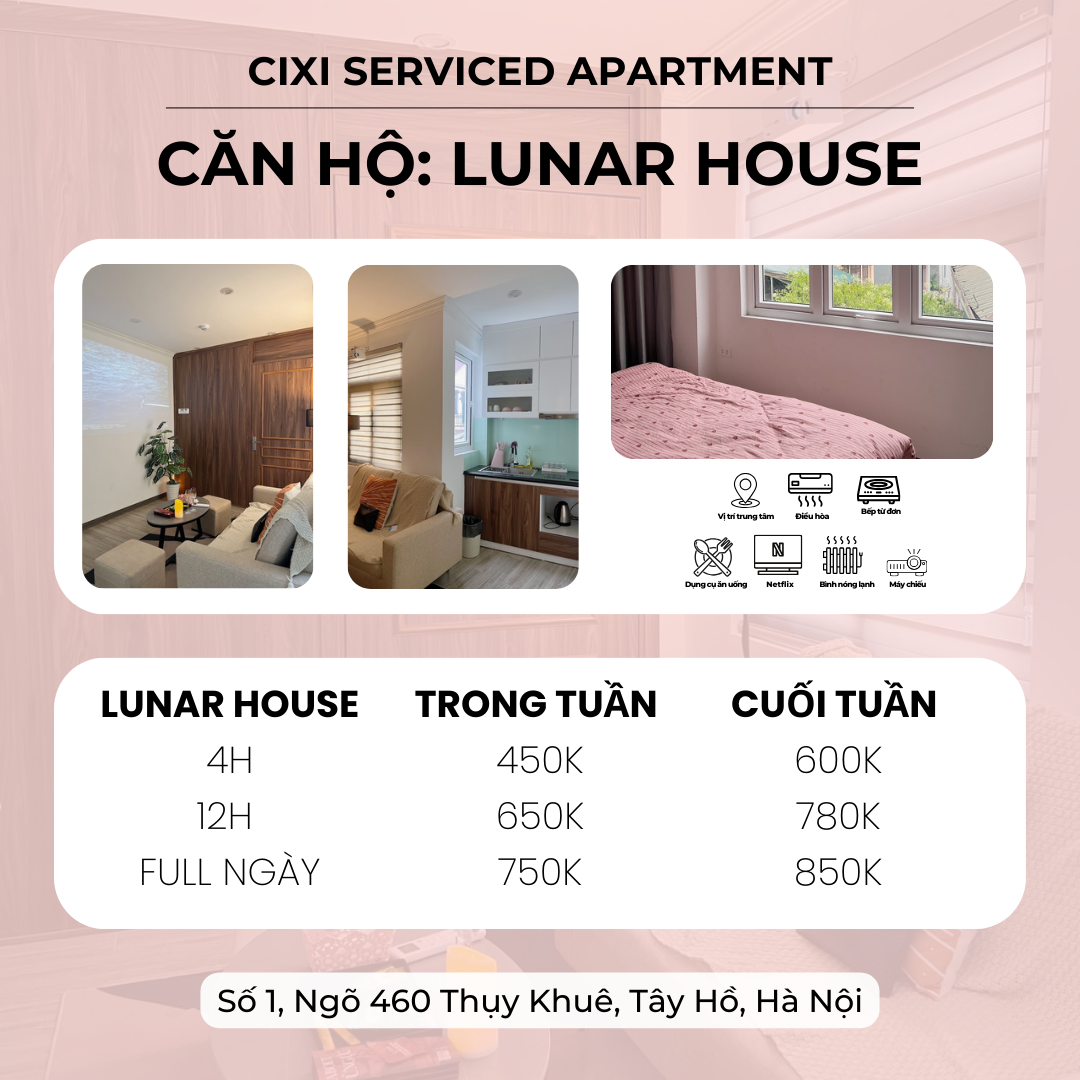 CIXI SERVICED APARTMENT
CĂN HỘ: LUNAR HOUSE
Vị trí trung tâm Điều hòa Bếp từ đơn
N
Dụng cụ ăn uống Netflix Bình nóng lạnh Máy chiếu
LUNAR HOUSE TRONG TUẦN CUỐI TUẦN
4H 450K 600K
12H 650K 780K
FULL NGÀY 750K 850K
Số 1, Ngõ 460 Thụy Khuê, Tây Hồ, Hà Nội